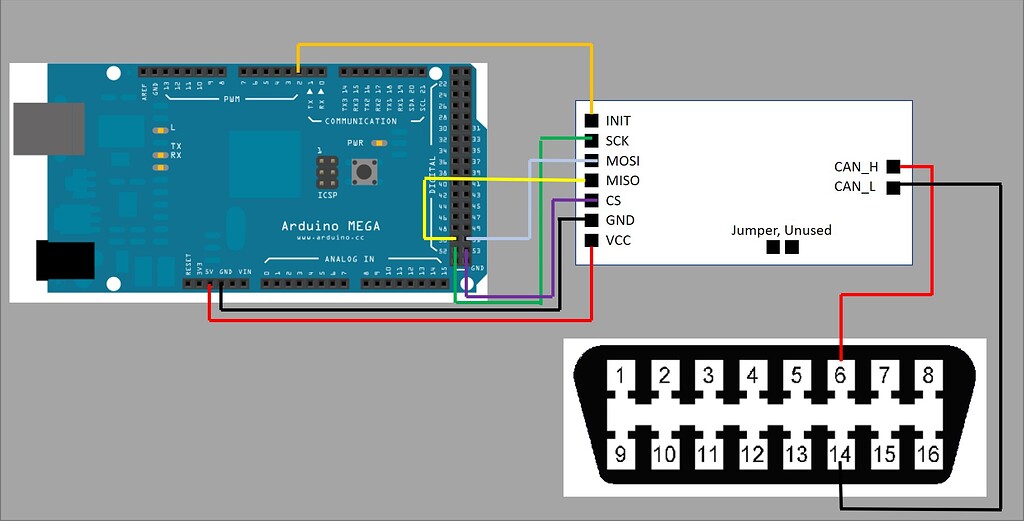 AREF
GND
13
12
11
10
9
8
7
6
5
4
3
2
1
0
TX
RX
TX3 14
RX3 15
TX2 16
RX2 17
TX1 18
RX1 19
SDA 20
SCL 21
PWM
COMMUNICATION
L
TX
RX
PWR
1
ICSP
Arduino MEGA
www.arduino.cc
DIGITAL
22
24
26
28
30 31
32 33
34 35
36 37
38 39
40 41
42 43
44 45
46 47
48 49
52 53
GND
RESET
3V3
5V
GND
VIN
ANALOG IN
0 1 2 3 4 5 6 7
8 9 10 11 12 13 14 15
INIT
SCK
MOSI
MISO
CS
GND
VCC
CAN_H
CAN_L
Jumper, Unused
1 2 3 4 5 6 7 8
9 10 11 12 13 14 15 16